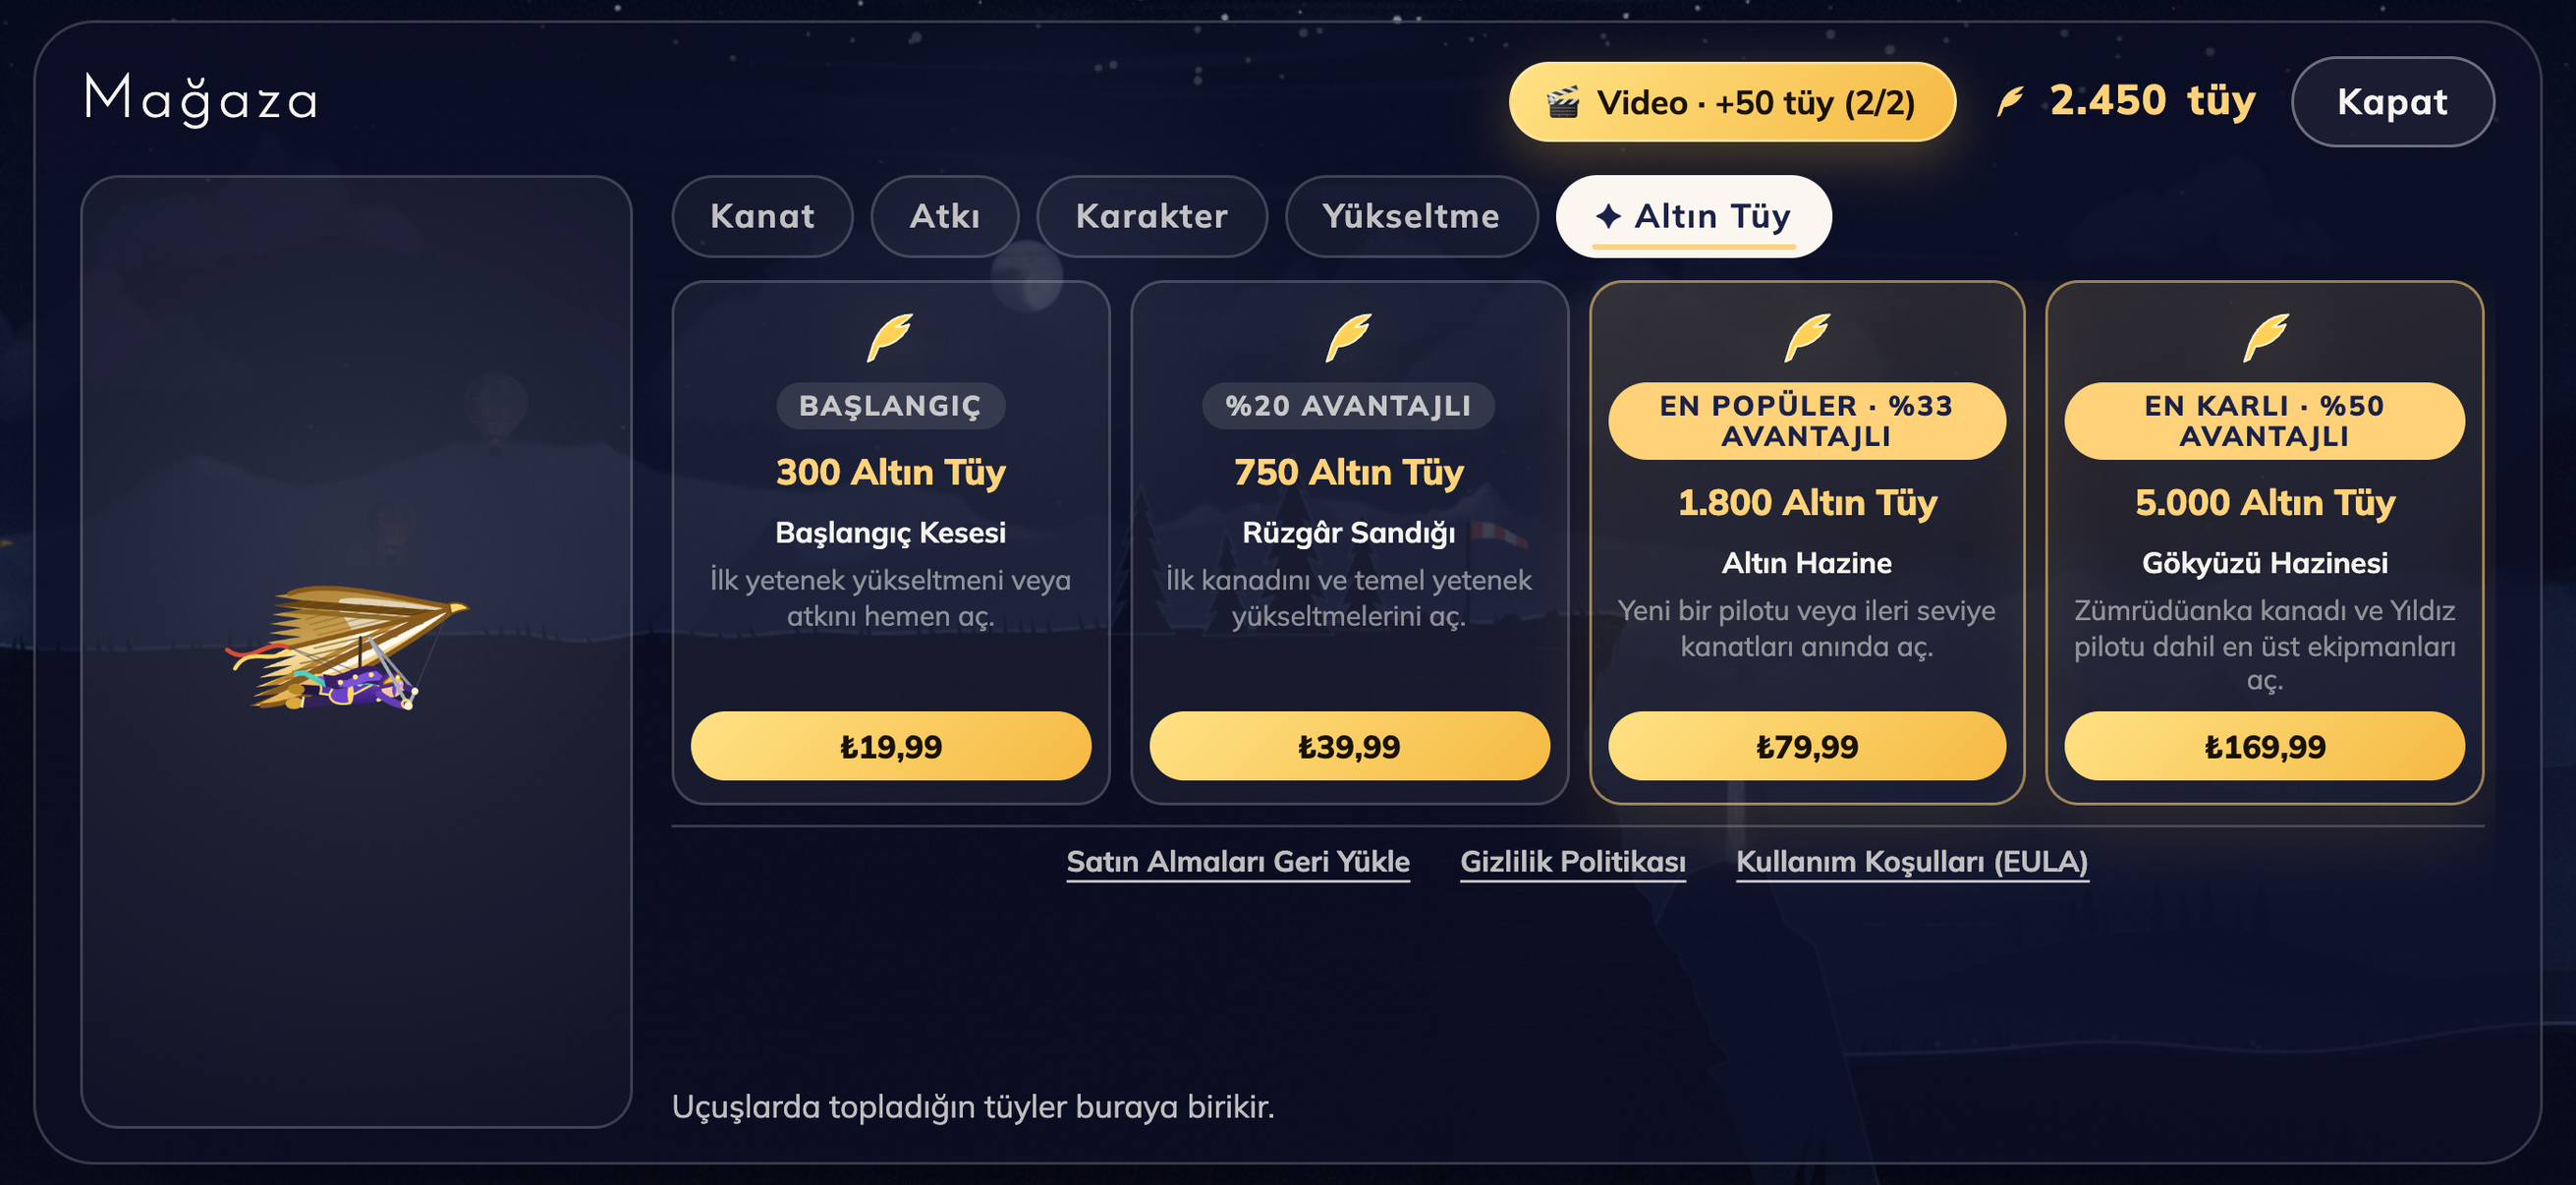 Mağaza
Video · +50 tüy (2/2)
2.450 tüy
Kapat
Kanat
Atkı
Karakter
Yükseltme
Altın Tüy
BAŞLANGIÇ
300 Altın Tüy
Başlangıç Kesesi
İlk yetenek yükseltmeni veya
atkını hemen aç.
₺19,99
%20 AVANTAJLI
750 Altın Tüy
Rüzgâr Sandığı
İlk kanadını ve temel yetenek
yükseltmelerini aç.
₺39,99
EN POPÜLER · %33
AVANTAJLI
1.800 Altın Tüy
Altın Hazine
Yeni bir pilotu veya ileri seviye
kanatları anında aç.
₺79,99
EN KARLI · %50
AVANTAJLI
5.000 Altın Tüy
Gökyüzü Hazinesi
Zümrüdüanka kanadı ve Yıldız
pilotu dahil en üst ekipmanları
aç.
₺169,99
Satın Almaları Geri Yükle
Gizlilik Politikası
Kullanım Koşulları (EULA)
Uçuşlarda topladığın tüyler buraya birikir.